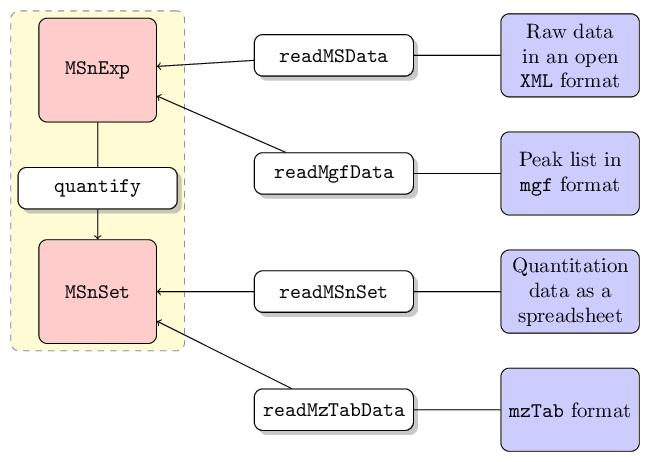 MSnExp
readMSData
Raw data
in an open
XML format
readMgfData
Peak list in
mgf format
quantify
MSnSet
readMSnSet
Quantitation
data as a
spreadsheet
readMzTabData
mzTab format